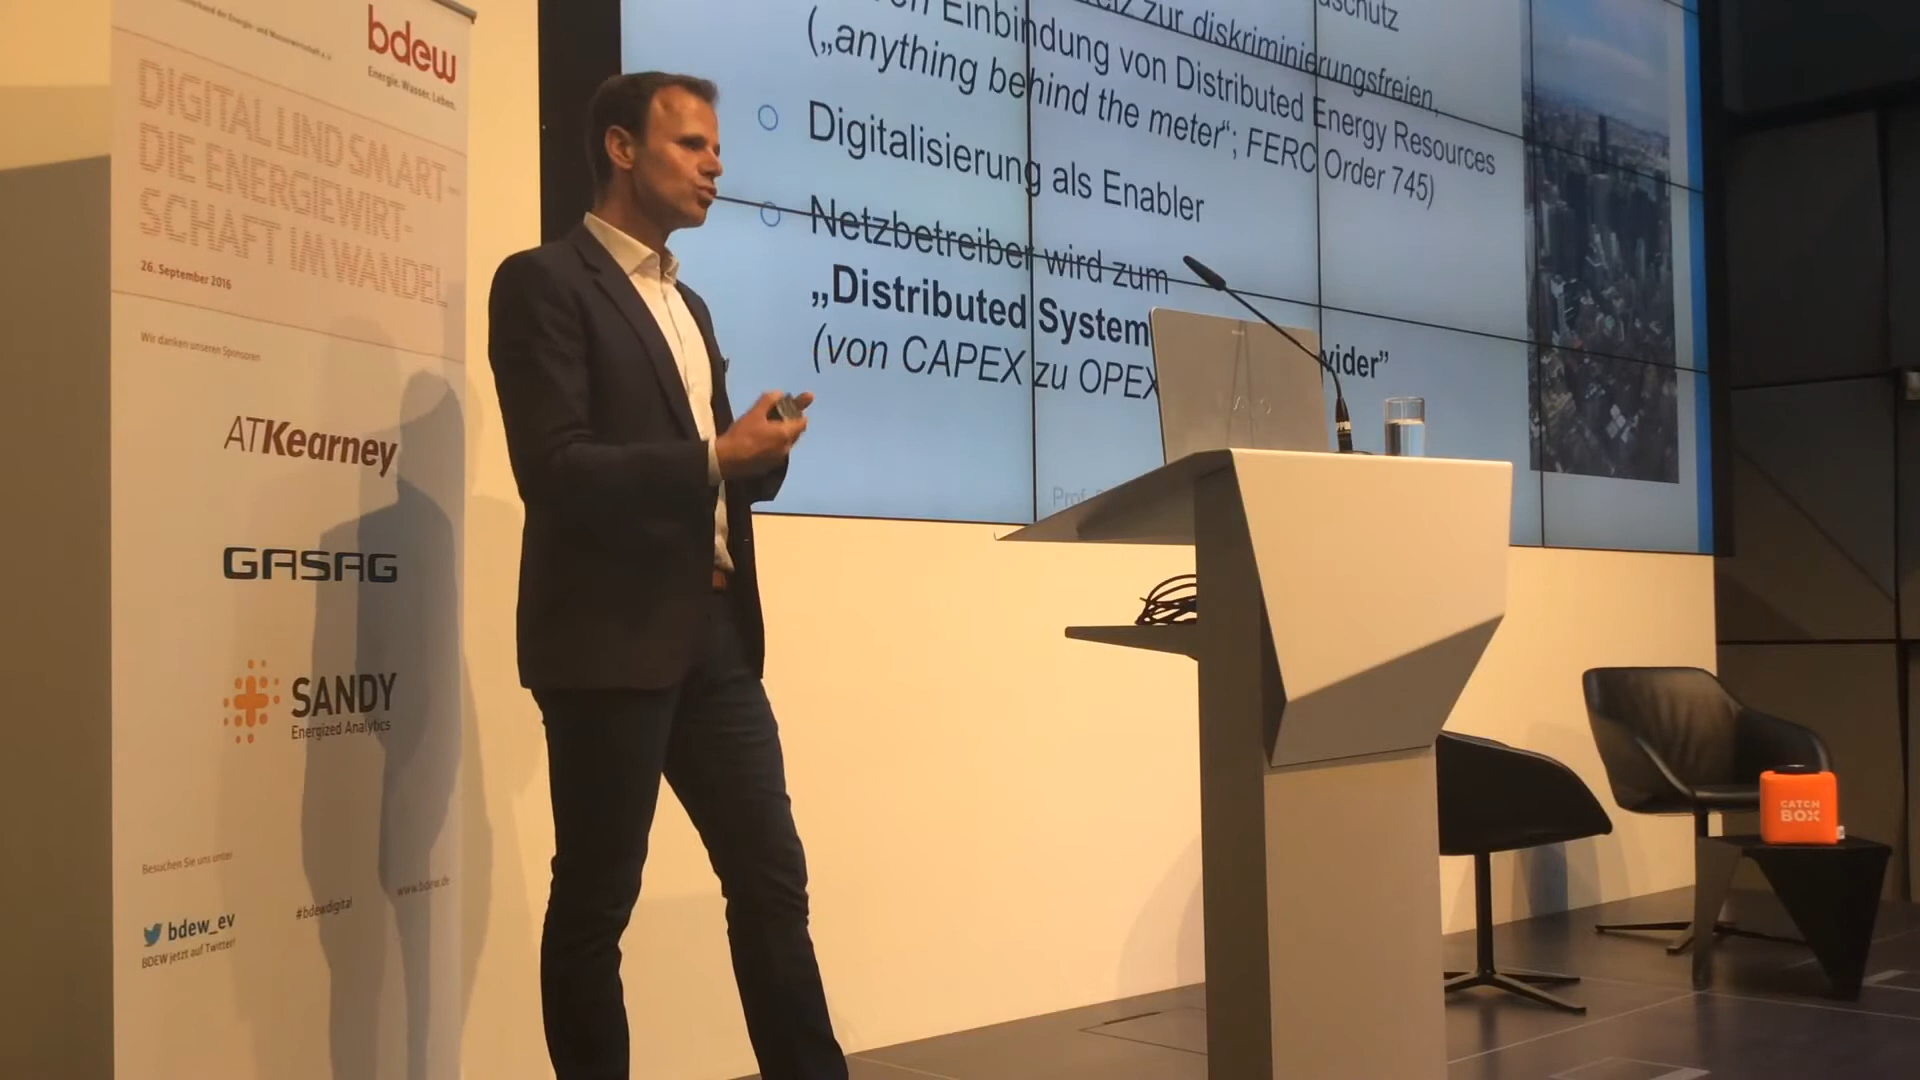 bdew
Energie. Wasser. Leben.
DIGITAL UND SMART –
DIE ENERGIEWIRT-
SCHAFT IM WANDEL
26. September 2016
Wir danken unseren Sponsoren
ATKearney
GASAG
SANDY
Energized Analytics
Besuchen Sie uns unter
www.bdew.de
#bdewdigital
bdew_ev
BDEW jetzt auf Twitter!
zur diskriminierungsfreien,
Einbindung von Distributed Energy Resources
(„anything behind the meter“; FERC Order 745)
Digitalisierung als Enabler
Netzbetreiber wird zum
„Distributed System
(von CAPEX zu OPEX
Prof.
VAIO
CATCH
BOX